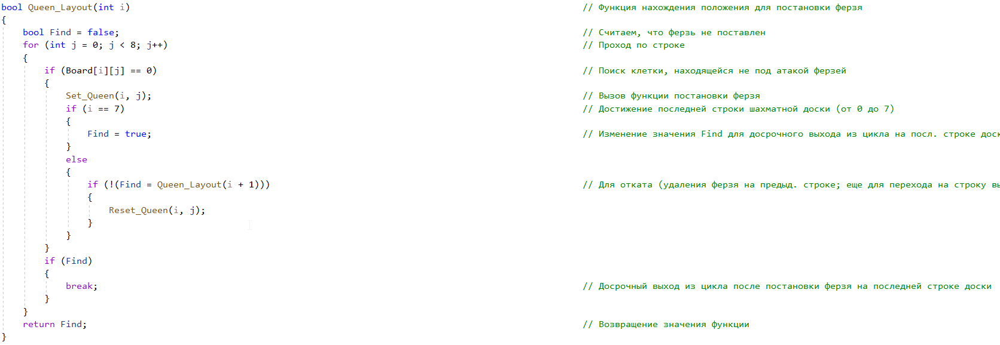 bool Queen_Layout(int i) // Функция нахождения положения для постановки ферзя
{
bool Find = false; // Считаем, что ферзь не поставлен
for (int j = 0; j < 8; j++) // Проход по строке
{
if (Board[i][j] == 0) // Поиск клетки, находящейся не под атакой ферзей
{
Set_Queen(i, j); // Вызов функции постановки ферзя
if (i == 7) // Достижение последней строки шахматной доски (от 0 до 7)
{
Find = true; // Изменение значения Find для досрочного выхода из цикла на посл. строке
}
else
{
if (!(Find = Queen_Layout(i + 1))) // Для отката (удаления ферзя на предыд. строке; еще для перехода на строку
{
Reset_Queen(i, j);
}
}
}
if (Find)
{
break; // Досрочный выход из цикла после постановки ферзя на последней строке доски
}
}
return Find; // Возвращение значения функции
}